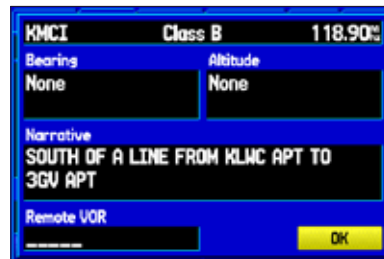 KMCI Class B 118.90
Bearing Altitude
None None
Narrative
SOUTH OF A LINE FROM KLWC APT TO
3GV APT
Remote VOR
_____
OK